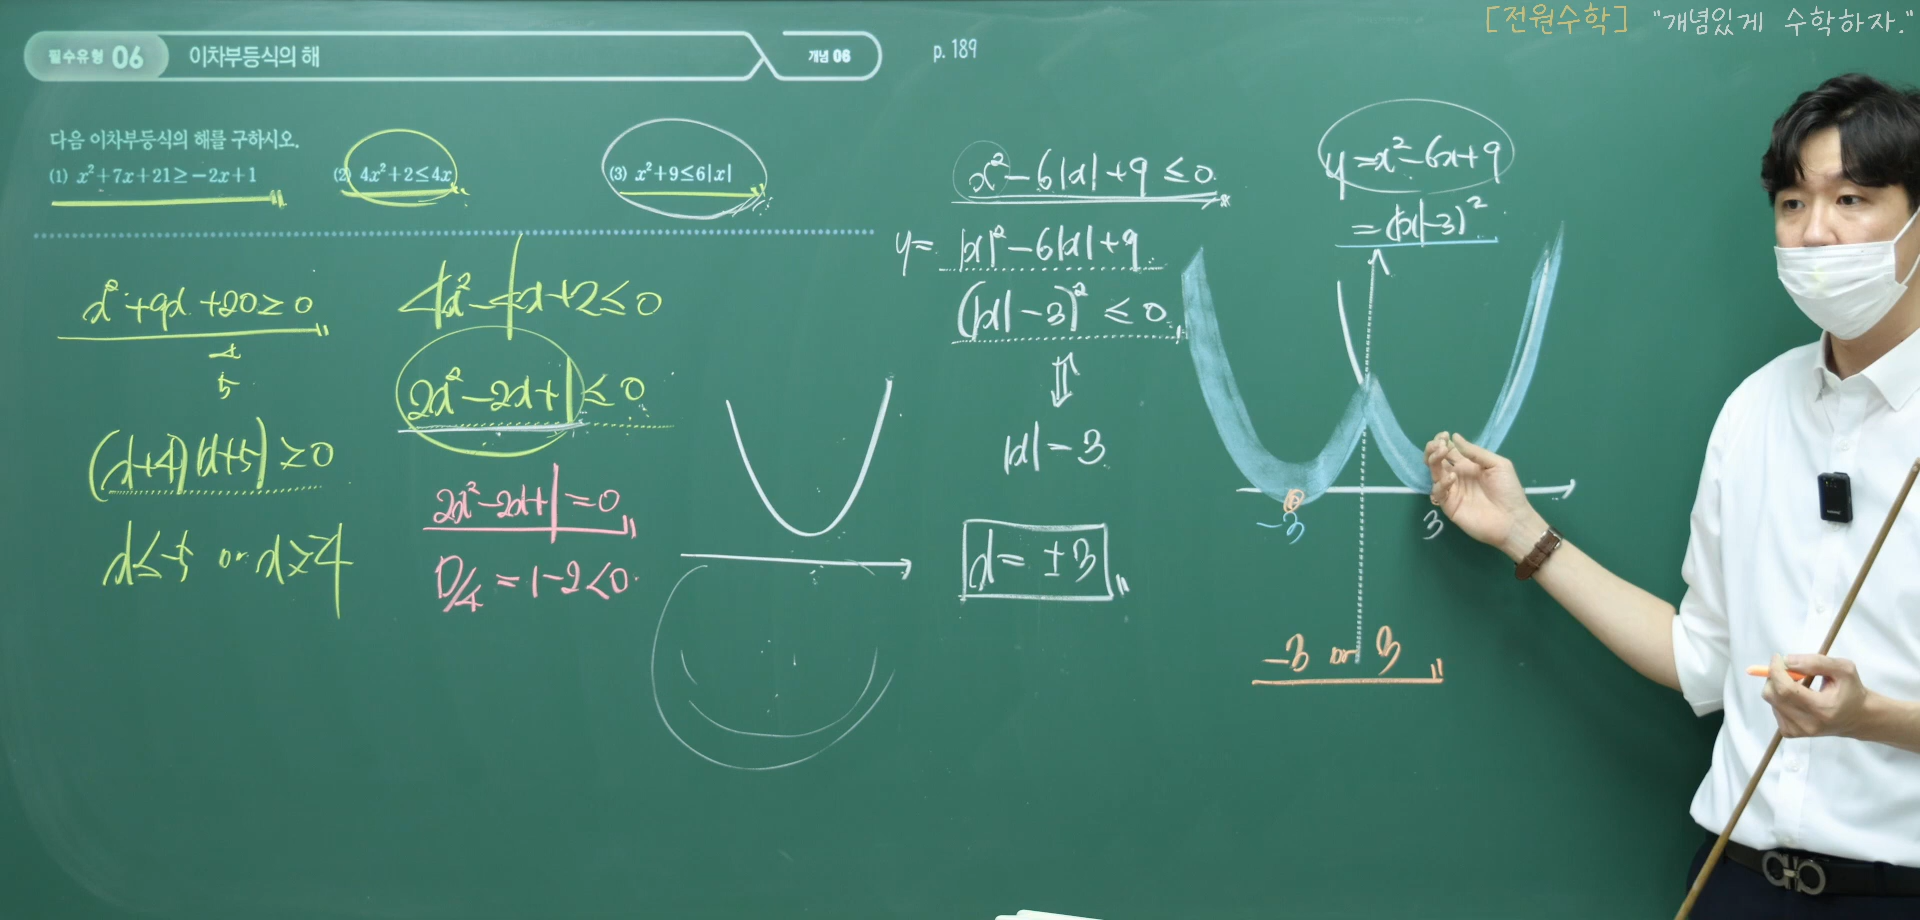 [전원수학] "개념있게 수학하자."
필수유형 06 이차부등식의 해 개념 06 p. 189
다음 이차부등식의 해를 구하시오.
(1) x²+7x+21≥-2x+1 (2) 4x²+2≤4x (3) x²+9≤6|x|
x²+9x+20≥0
4
5
(x+4)(x+5)≥0
x≤-5 or x≥-4
4x²-4x+2≤0
2x²-2x+1≤0
2x²-2x+1=0
D/4=1-2<0
x²-6|x|+9≤0
y=|x|²-6|x|+9
(|x|-3)²≤0
⇕
|x|=3
x=±3
y=x²-6x+9
=(|x|-3)²
-3 3
-3 or 3